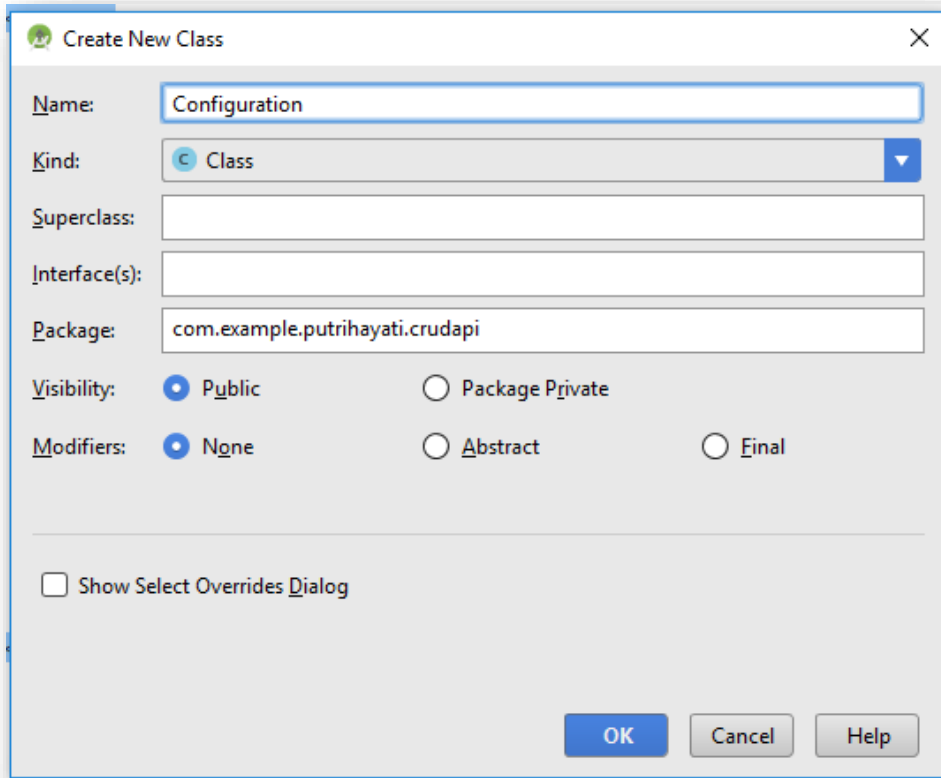 Create New Class
Name: Configuration
Kind: C Class
Superclass:
Interface(s):
Package: com.example.putrihayati.crudapi
Visibility: Public Package Private
Modifiers: None Abstract Final
Show Select Overrides Dialog
OK Cancel Help